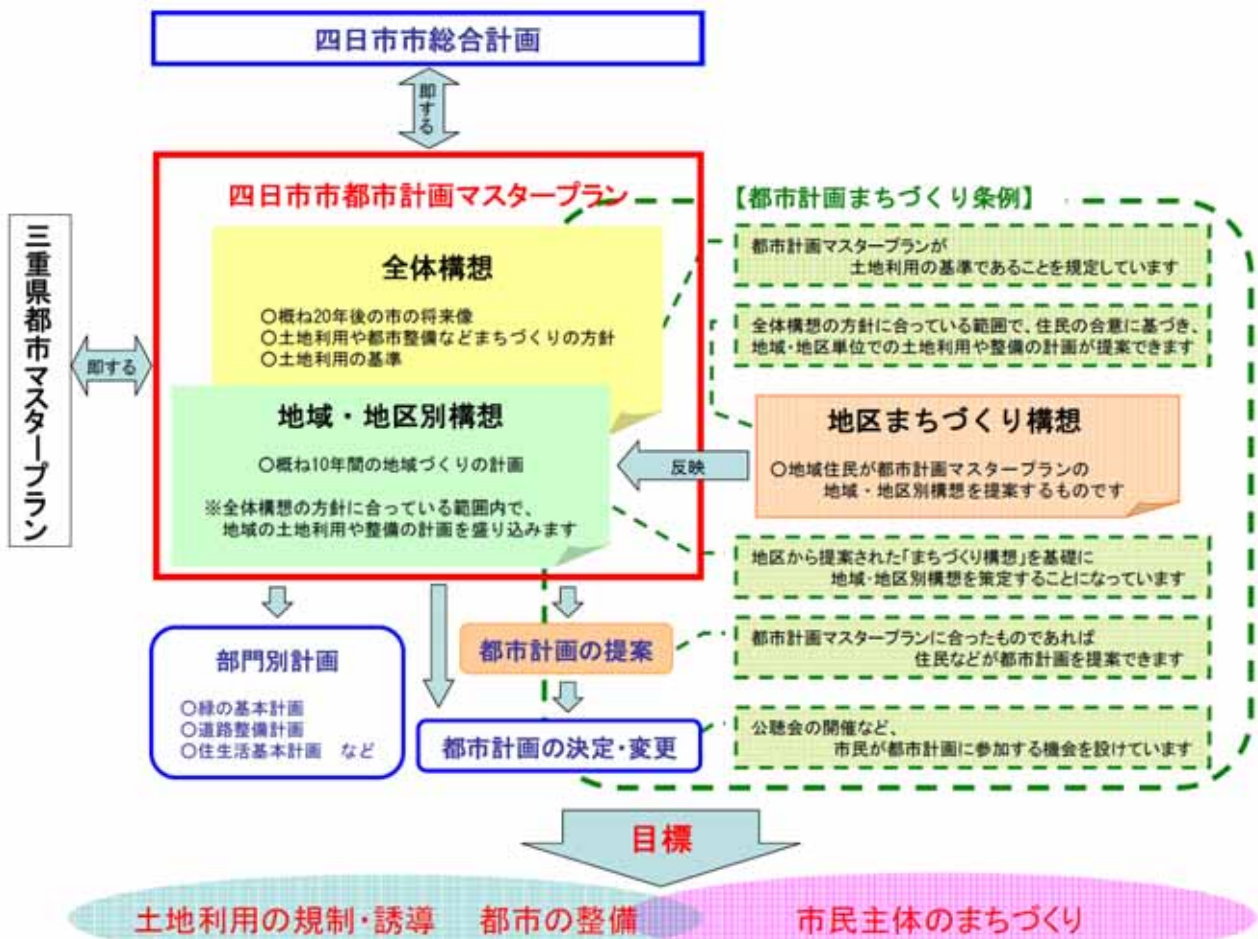 四日市市総合計画
即する
四日市市都市計画マスタープラン
三重県都市マスタープラン
即する
全体構想
○概ね20年後の市の将来像
○土地利用や都市整備などまちづくりの方針
○土地利用の基準
地域・地区別構想
○概ね10年間の地域づくりの計画
※全体構想の方針に合っている範囲内で、
地域の土地利用や整備の計画を盛り込みます
【都市計画まちづくり条例】
都市計画マスタープランが
土地利用の基準であることを規定しています
全体構想の方針に合っている範囲で、住民の合意に基づき、
地域・地区単位での土地利用や整備の計画が提案できます
地区まちづくり構想
○地域住民が都市計画マスタープランの
地域・地区別構想を提案するものです
反映
地区から提案された「まちづくり構想」を基礎に
地域・地区別構想を策定することになっています
都市計画マスタープランに合ったものであれば
住民などが都市計画を提案できます
公聴会の開催など、
市民が都市計画に参加する機会を設けています
部門別計画
○緑の基本計画
○道路整備計画
○住生活基本計画 など
都市計画の提案
都市計画の決定・変更
目標
土地利用の規制・誘導 都市の整備
市民主体のまちづくり